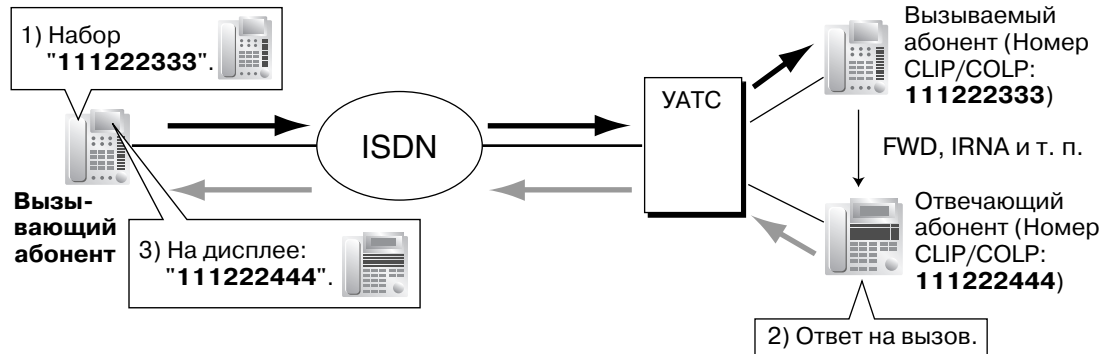 1) Набор
"111222333".
Вызы-
вающий
абонент
3) На дисплее:
"111222444".
ISDN
УАТС
Вызываемый
абонент (Номер
CLIP/COLP:
111222333)
FWD, IRNA и т. п.
Отвечающий
абонент (Номер
CLIP/COLP:
111222444)
2) Ответ на вызов.